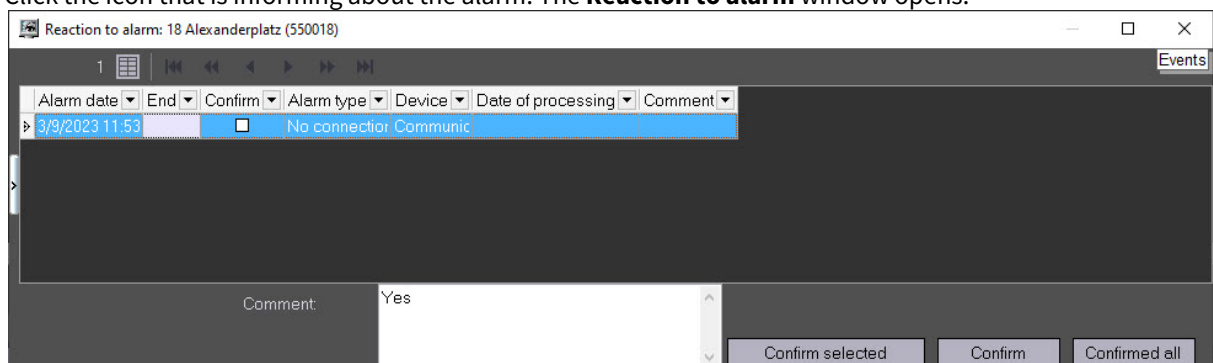 Click the icon that is informing about the alarm. The Reaction to alarm window opens.
Reaction to alarm: 18 Alexanderplatz (550018)
1
Events
Alarm date End Confirm Alarm type Device Date of processing Comment
3/9/2023 11:53 No connection Communic
Comment: Yes
Confirm selected Confirm Confirmed all